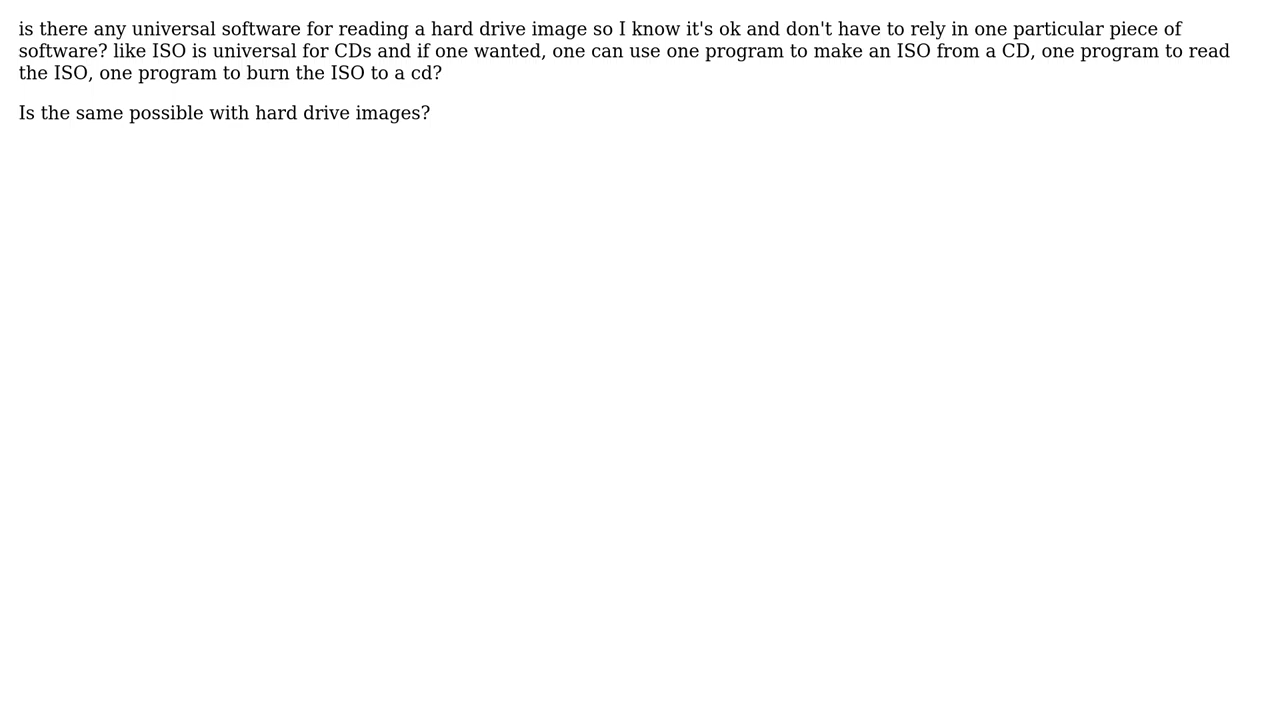 is there any universal software for reading a hard drive image so I know it's ok and don't have to rely in one particular piece of
software? like ISO is universal for CDs and if one wanted, one can use one program to make an ISO from a CD, one program to read
the ISO, one program to burn the ISO to a cd?
Is the same possible with hard drive images?